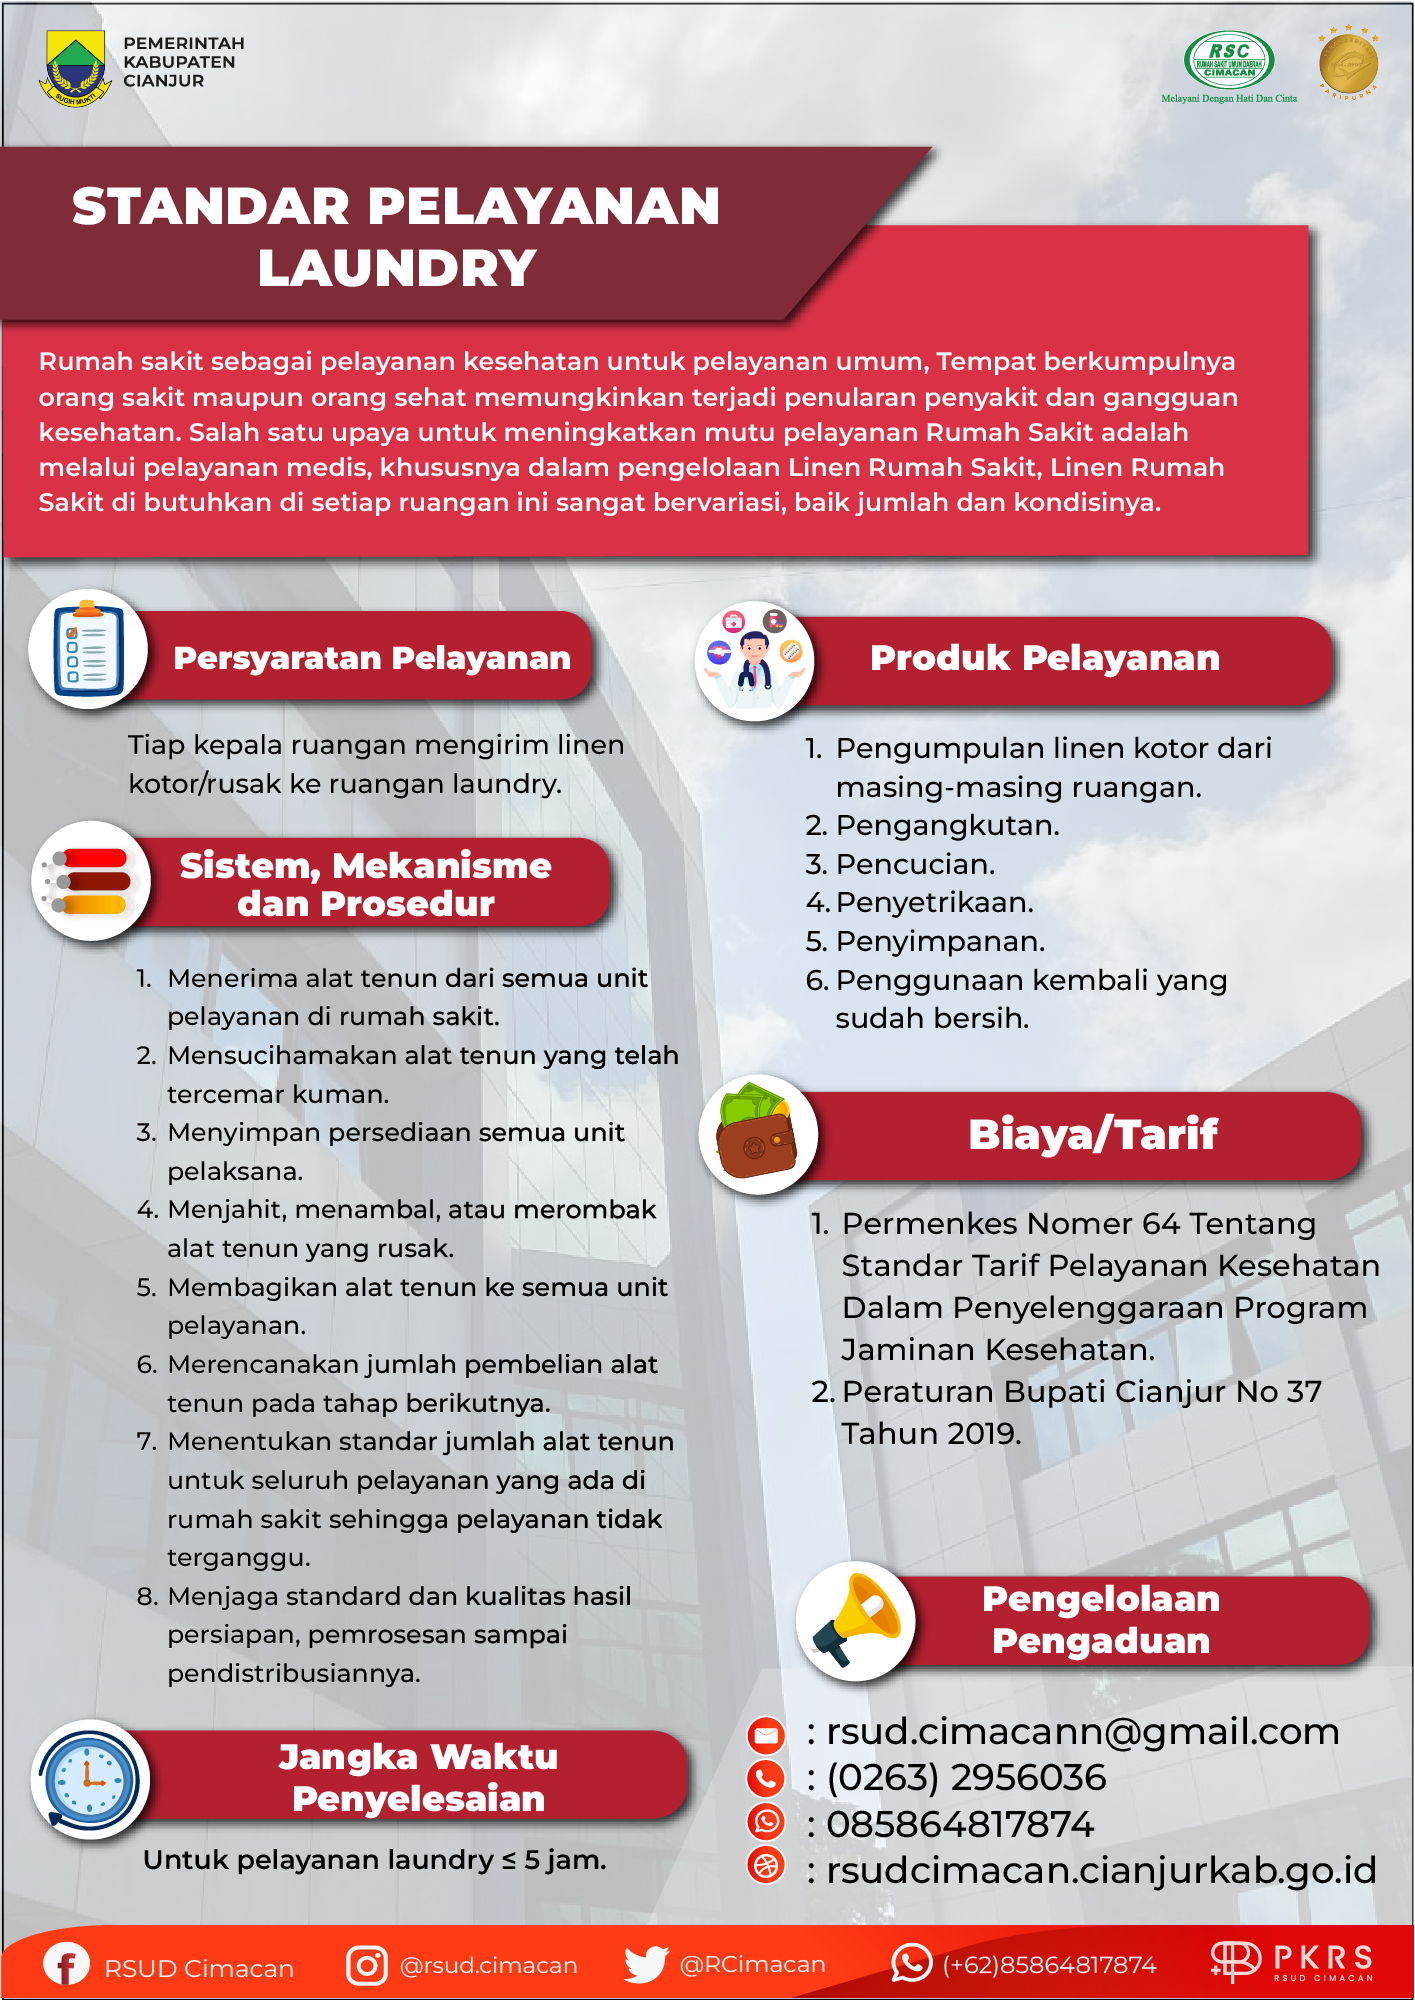 PEMERINTAH
KABUPATEN
CIANJUR
SUGIH MUKTI
RSC
RUMAH SAKIT UMUM DAERAH
CIMACAN
Melayani Dengan Hati Dan Cinta
PARIPURNA
STANDAR PELAYANAN
LAUNDRY
Rumah sakit sebagai pelayanan kesehatan untuk pelayanan umum, Tempat berkumpulnya
orang sakit maupun orang sehat memungkinkan terjadi penularan penyakit dan gangguan
kesehatan. Salah satu upaya untuk meningkatkan mutu pelayanan Rumah Sakit adalah
melalui pelayanan medis, khususnya dalam pengelolaan Linen Rumah Sakit, Linen Rumah
Sakit di butuhkan di setiap ruangan ini sangat bervariasi, baik jumlah dan kondisinya.
Persyaratan Pelayanan
Tiap kepala ruangan mengirim linen
kotor/rusak ke ruangan laundry.
Sistem, Mekanisme
dan Prosedur
1. Menerima alat tenun dari semua unit
pelayanan di rumah sakit.
2. Mensucihamakan alat tenun yang telah
tercemar kuman.
3. Menyimpan persediaan semua unit
pelaksana.
4. Menjahit, menambal, atau merombak
alat tenun yang rusak.
5. Membagikan alat tenun ke semua unit
pelayanan.
6. Merencanakan jumlah pembelian alat
tenun pada tahap berikutnya.
7. Menentukan standar jumlah alat tenun
untuk seluruh pelayanan yang ada di
rumah sakit sehingga pelayanan tidak
terganggu.
8. Menjaga standard dan kualitas hasil
persiapan, pemrosesan sampai
pendistribusiannya.
Jangka Waktu
Penyelesaian
Untuk pelayanan laundry ≤ 5 jam.
Produk Pelayanan
1. Pengumpulan linen kotor dari
masing-masing ruangan.
2. Pengangkutan.
3. Pencucian.
4. Penyetrikaan.
5. Penyimpanan.
6. Penggunaan kembali yang
sudah bersih.
Biaya/Tarif
1. Permenkes Nomer 64 Tentang
Standar Tarif Pelayanan Kesehatan
Dalam Penyelenggaraan Program
Jaminan Kesehatan.
2. Peraturan Bupati Cianjur No 37
Tahun 2019.
Pengelolaan
Pengaduan
: rsud.cimacann@gmail.com
: (0263) 2956036
: 085864817874
: rsudcimacan.cianjurkab.go.id
RSUD Cimacan
@rsud.cimacan
@RCimacan
(+62)85864817874
PKRS
RSUD CIMACAN